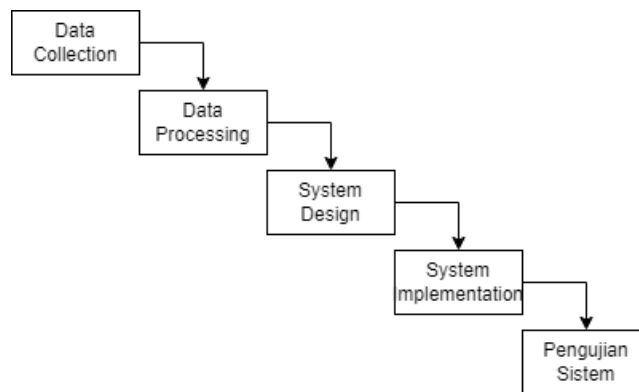 Data
Collection
Data
Processing
System
Design
System
Implementation
Pengujian
Sistem